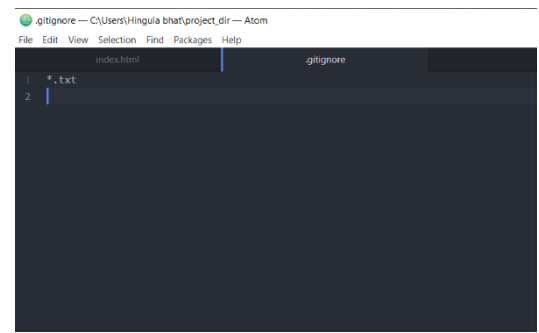 .gitignore — C:\Users\Hingula bhat\project_dir — Atom
File Edit View Selection Find Packages Help
index.html .gitignore
1 *.txt
2